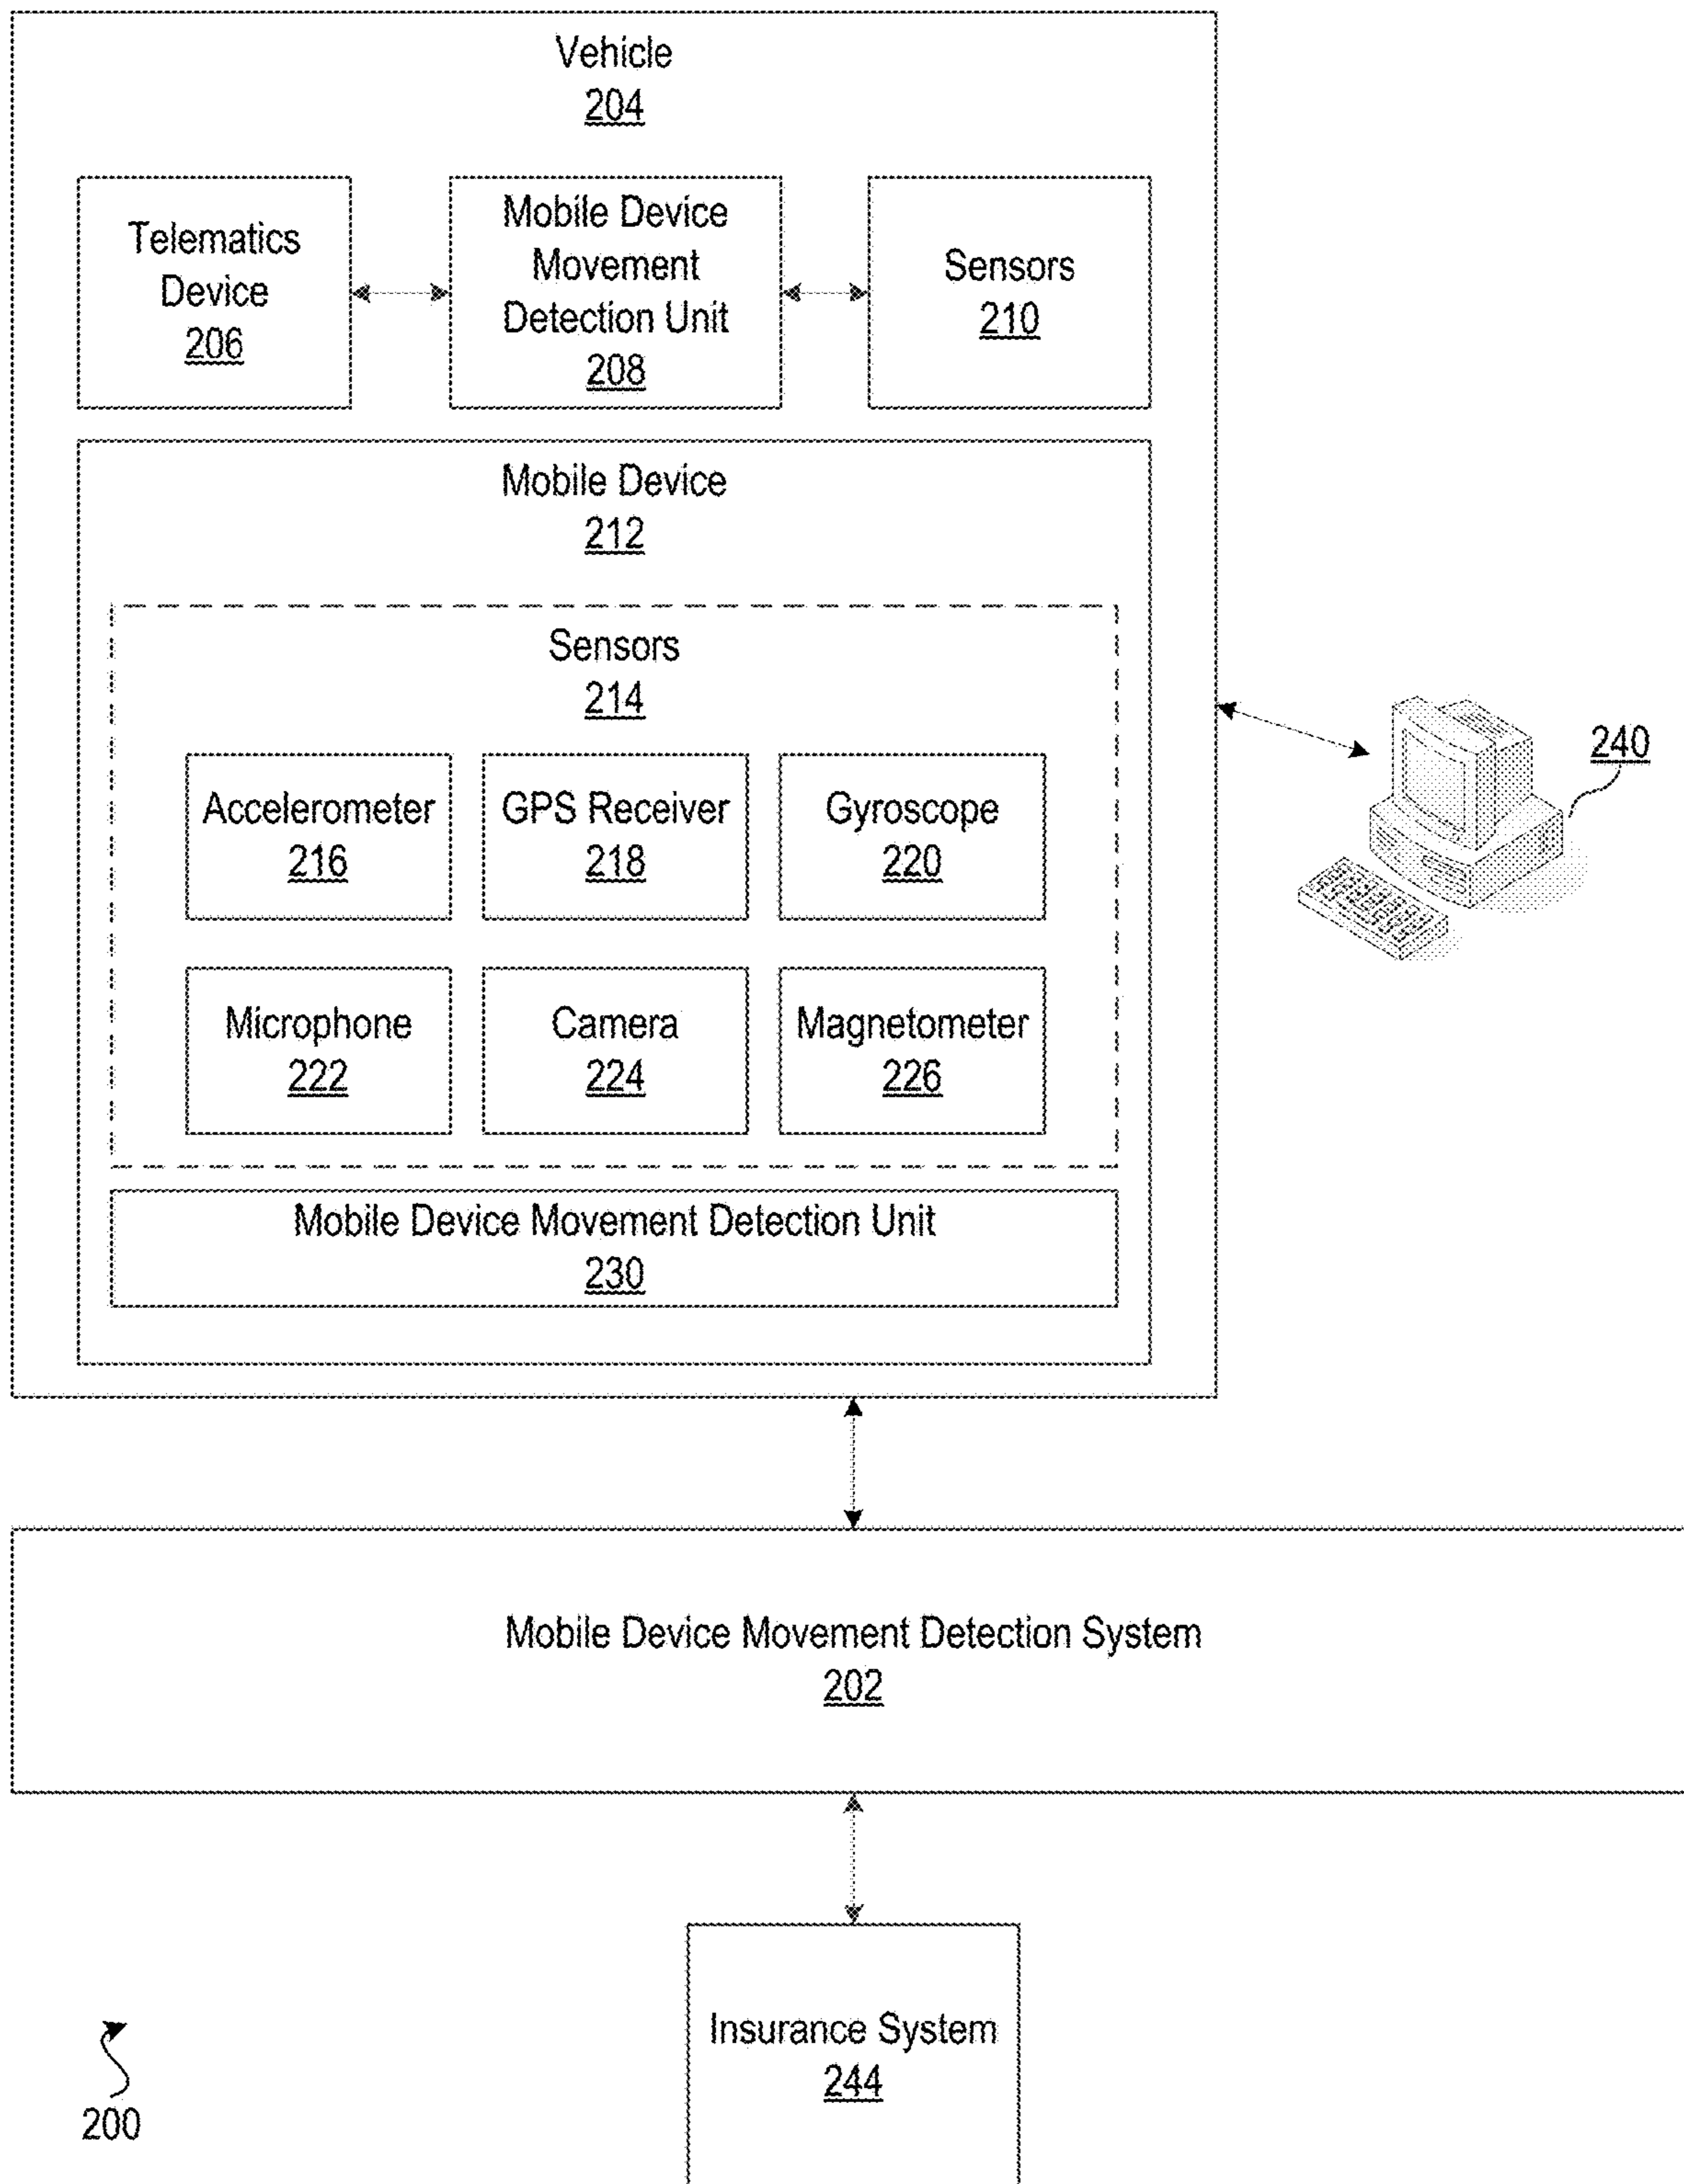 Vehicle
204
Telematics
Device
206
Mobile Device
Movement
Detection Unit
208
Sensors
210
Mobile Device
212
Sensors
214
Accelerometer
216
GPS Receiver
218
Gyroscope
220
Microphone
222
Camera
224
Magnetometer
226
Mobile Device Movement Detection Unit
230
240
Mobile Device Movement Detection System
202
Insurance System
244
200